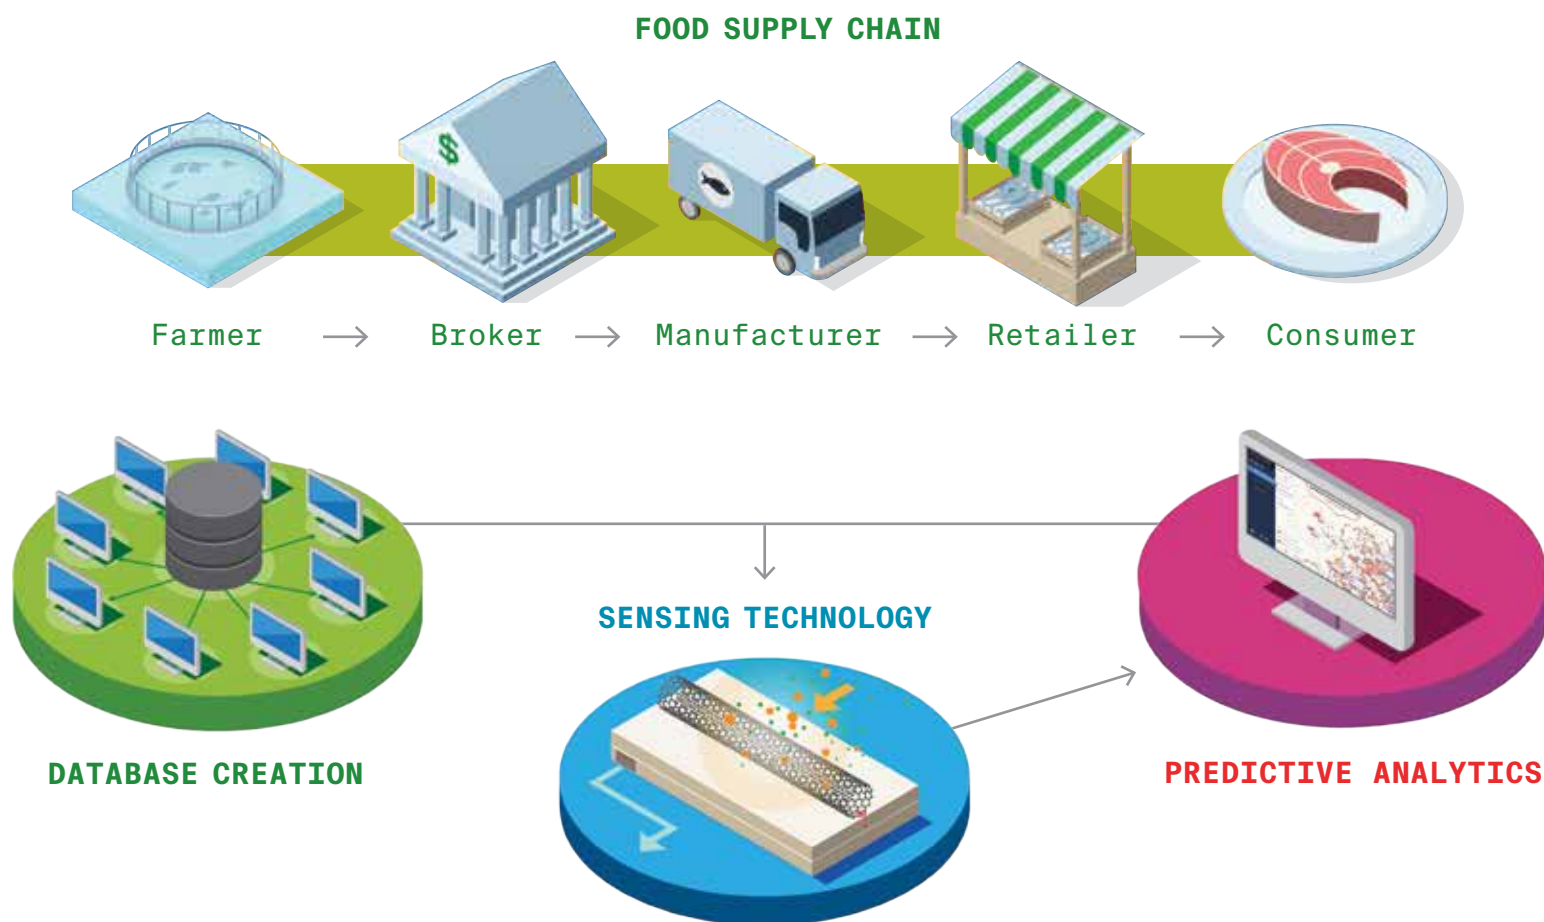 FOOD SUPPLY CHAIN
$
Farmer → Broker → Manufacturer → Retailer → Consumer
SENSING TECHNOLOGY
DATABASE CREATION
PREDICTIVE ANALYTICS